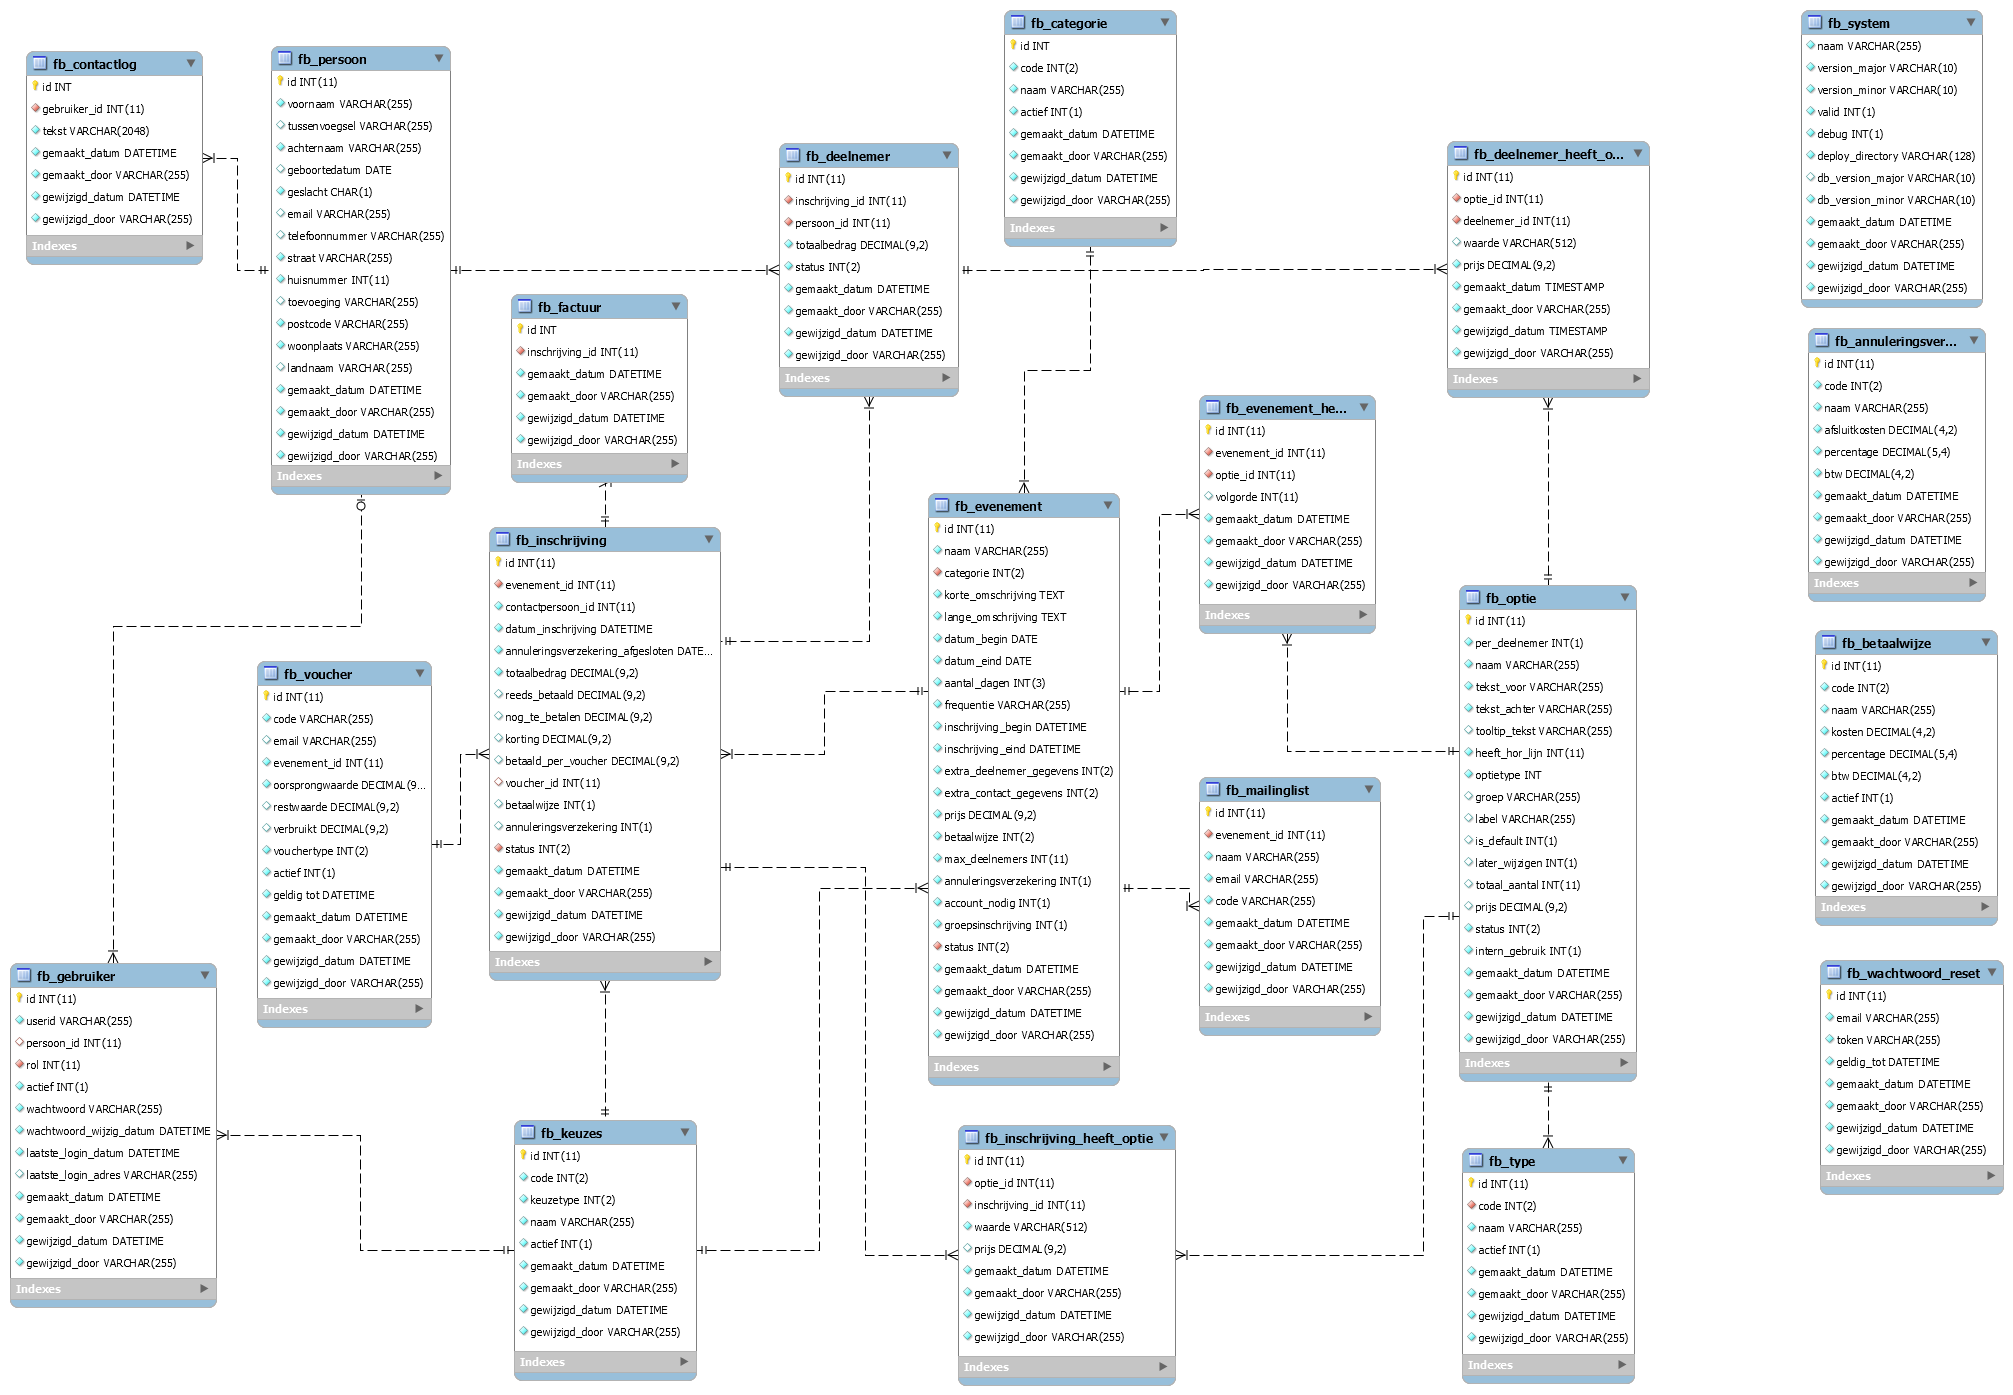 fb_contactlog
id INT
gebruiker_id INT(11)
tekst VARCHAR(2048)
gemaakt_datum DATETIME
gemaakt_door VARCHAR(255)
gewijzigd_datum DATETIME
gewijzigd_door VARCHAR(255)
Indexes
fb_persoon
id INT(11)
voornaam VARCHAR(255)
tussenvoegsel VARCHAR(255)
achternaam VARCHAR(255)
geboortedatum DATE
geslacht CHAR(1)
email VARCHAR(255)
telefoonnummer VARCHAR(255)
straat VARCHAR(255)
huisnummer INT(11)
toevoeging VARCHAR(255)
postcode VARCHAR(255)
woonplaats VARCHAR(255)
landnaam VARCHAR(255)
gemaakt_datum DATETIME
gemaakt_door VARCHAR(255)
gewijzigd_datum DATETIME
gewijzigd_door VARCHAR(255)
Indexes
fb_factuur
id INT
inschrijving_id INT(11)
gemaakt_datum DATETIME
gemaakt_door VARCHAR(255)
gewijzigd_datum DATETIME
gewijzigd_door VARCHAR(255)
Indexes
fb_deelnemer
id INT(11)
inschrijving_id INT(11)
persoon_id INT(11)
totaalbedrag DECIMAL(9,2)
status INT(2)
gemaakt_datum DATETIME
gemaakt_door VARCHAR(255)
gewijzigd_datum DATETIME
gewijzigd_door VARCHAR(255)
Indexes
fb_categorie
id INT
code INT(2)
naam VARCHAR(255)
actief INT(1)
gemaakt_datum DATETIME
gemaakt_door VARCHAR(255)
gewijzigd_datum DATETIME
gewijzigd_door VARCHAR(255)
Indexes
fb_deelnemer_heeft_o...
id INT(11)
optie_id INT(11)
deelnemer_id INT(11)
waarde VARCHAR(512)
prijs DECIMAL(9,2)
gemaakt_datum TIMESTAMP
gemaakt_door VARCHAR(255)
gewijzigd_datum TIMESTAMP
gewijzigd_door VARCHAR(255)
Indexes
fb_system
naam VARCHAR(255)
version_major VARCHAR(10)
version_minor VARCHAR(10)
valid INT(1)
debug INT(1)
deploy_directory VARCHAR(128)
db_version_major VARCHAR(10)
db_version_minor VARCHAR(10)
gemaakt_datum DATETIME
gemaakt_door VARCHAR(255)
gewijzigd_datum DATETIME
gewijzigd_door VARCHAR(255)
fb_annuleringsver...
id INT(11)
code INT(2)
naam VARCHAR(255)
afsluitkosten DECIMAL(4,2)
percentage DECIMAL(5,4)
btw DECIMAL(4,2)
gemaakt_datum DATETIME
gemaakt_door VARCHAR(255)
gewijzigd_datum DATETIME
gewijzigd_door VARCHAR(255)
Indexes
fb_evenement_he...
id INT(11)
evenement_id INT(11)
optie_id INT(11)
volgorde INT(11)
gemaakt_datum DATETIME
gemaakt_door VARCHAR(255)
gewijzigd_datum DATETIME
gewijzigd_door VARCHAR(255)
Indexes
fb_evenement
id INT(11)
naam VARCHAR(255)
categorie INT(2)
korte_omschrijving TEXT
lange_omschrijving TEXT
datum_begin DATE
datum_eind DATE
aantal_dagen INT(3)
frequentie VARCHAR(255)
inschrijving_begin DATETIME
inschrijving_eind DATETIME
extra_deelnemer_gegevens INT(2)
extra_contact_gegevens INT(2)
prijs DECIMAL(9,2)
betaalwijze INT(2)
max_deelnemers INT(11)
annuleringsverzekering INT(1)
account_nodig INT(1)
groepsinschrijving INT(1)
status INT(2)
gemaakt_datum DATETIME
gemaakt_door VARCHAR(255)
gewijzigd_datum DATETIME
gewijzigd_door VARCHAR(255)
Indexes
fb_inschrijving
id INT(11)
evenement_id INT(11)
contactpersoon_id INT(11)
datum_inschrijving DATETIME
annuleringsverzekering_afgesloten DATE...
totaalbedrag DECIMAL(9,2)
reeds_betaald DECIMAL(9,2)
nog_te_betalen DECIMAL(9,2)
korting DECIMAL(9,2)
betaald_per_voucher DECIMAL(9,2)
voucher_id INT(11)
betaalwijze INT(1)
annuleringsverzekering INT(1)
status INT(2)
gemaakt_datum DATETIME
gemaakt_door VARCHAR(255)
gewijzigd_datum DATETIME
gewijzigd_door VARCHAR(255)
Indexes
fb_voucher
id INT(11)
code VARCHAR(255)
email VARCHAR(255)
evenement_id INT(11)
oorsprongwaarde DECIMAL(9...
restwaarde DECIMAL(9,2)
verbruikt DECIMAL(9,2)
vouchertype INT(2)
actief INT(1)
geldig tot DATETIME
gemaakt_datum DATETIME
gemaakt_door VARCHAR(255)
gewijzigd_datum DATETIME
gewijzigd_door VARCHAR(255)
Indexes
fb_optie
id INT(11)
per_deelnemer INT(1)
naam VARCHAR(255)
tekst_voor VARCHAR(255)
tekst_achter VARCHAR(255)
tooltip_tekst VARCHAR(255)
heeft_hor_lijn INT(11)
optietype INT
groep VARCHAR(255)
label VARCHAR(255)
is_default INT(1)
later_wijzigen INT(1)
totaal_aantal INT(11)
prijs DECIMAL(9,2)
status INT(2)
intern_gebruik INT(1)
gemaakt_datum DATETIME
gemaakt_door VARCHAR(255)
gewijzigd_datum DATETIME
gewijzigd_door VARCHAR(255)
Indexes
fb_betaalwijze
id INT(11)
code INT(2)
naam VARCHAR(255)
kosten DECIMAL(4,2)
percentage DECIMAL(5,4)
btw DECIMAL(4,2)
actief INT(1)
gemaakt_datum DATETIME
gemaakt_door VARCHAR(255)
gewijzigd_datum DATETIME
gewijzigd_door VARCHAR(255)
Indexes
fb_mailinglist
id INT(11)
evenement_id INT(11)
naam VARCHAR(255)
email VARCHAR(255)
code VARCHAR(255)
gemaakt_datum DATETIME
gemaakt_door VARCHAR(255)
gewijzigd_datum DATETIME
gewijzigd_door VARCHAR(255)
Indexes
fb_gebruiker
id INT(11)
userid VARCHAR(255)
persoon_id INT(11)
rol INT(11)
actief INT(1)
wachtwoord VARCHAR(255)
wachtwoord_wijzig_datum DATETIME
laatste_login_datum DATETIME
laatste_login_adres VARCHAR(255)
gemaakt_datum DATETIME
gemaakt_door VARCHAR(255)
gewijzigd_datum DATETIME
gewijzigd_door VARCHAR(255)
Indexes
fb_keuzes
id INT(11)
code INT(2)
keuzetype INT(2)
naam VARCHAR(255)
actief INT(1)
gemaakt_datum DATETIME
gemaakt_door VARCHAR(255)
gewijzigd_datum DATETIME
gewijzigd_door VARCHAR(255)
Indexes
fb_inschrijving_heeft_optie
id INT(11)
optie_id INT(11)
inschrijving_id INT(11)
waarde VARCHAR(512)
prijs DECIMAL(9,2)
gemaakt_datum DATETIME
gemaakt_door VARCHAR(255)
gewijzigd_datum DATETIME
gewijzigd_door VARCHAR(255)
Indexes
fb_type
id INT(11)
code INT(2)
naam VARCHAR(255)
actief INT(1)
gemaakt_datum DATETIME
gemaakt_door VARCHAR(255)
gewijzigd_datum DATETIME
gewijzigd_door VARCHAR(255)
Indexes
fb_wachtwoord_reset
id INT(11)
email VARCHAR(255)
token VARCHAR(255)
geldig_tot DATETIME
gemaakt_datum DATETIME
gemaakt_door VARCHAR(255)
gewijzigd_datum DATETIME
gewijzigd_door VARCHAR(255)
Indexes